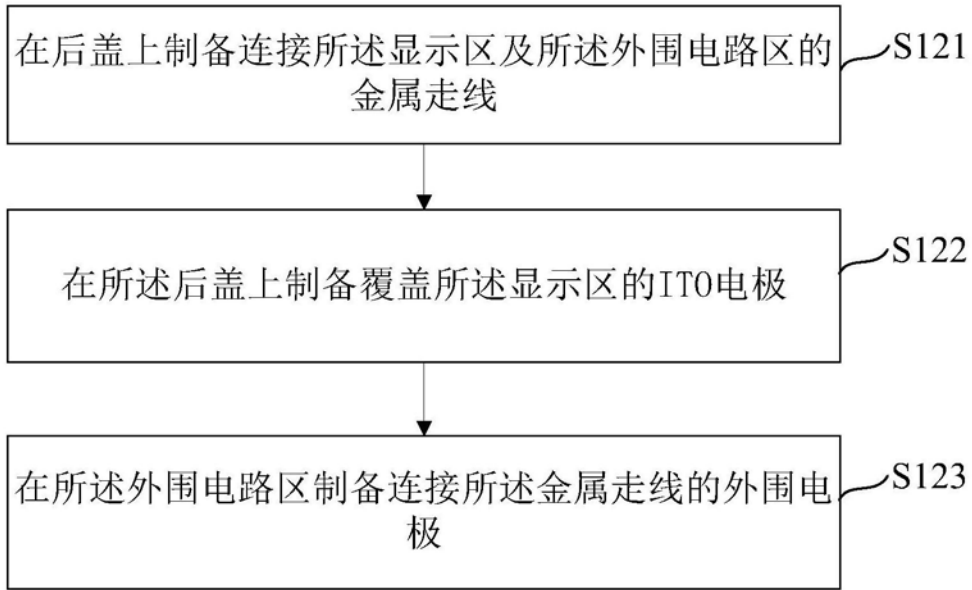 在后盖上制备连接所述显示区及所述外围电路区的
金属走线
S121
在所述后盖上制备覆盖所述显示区的ITO电极
S122
在所述外围电路区制备连接所述金属走线的外围电
极
S123